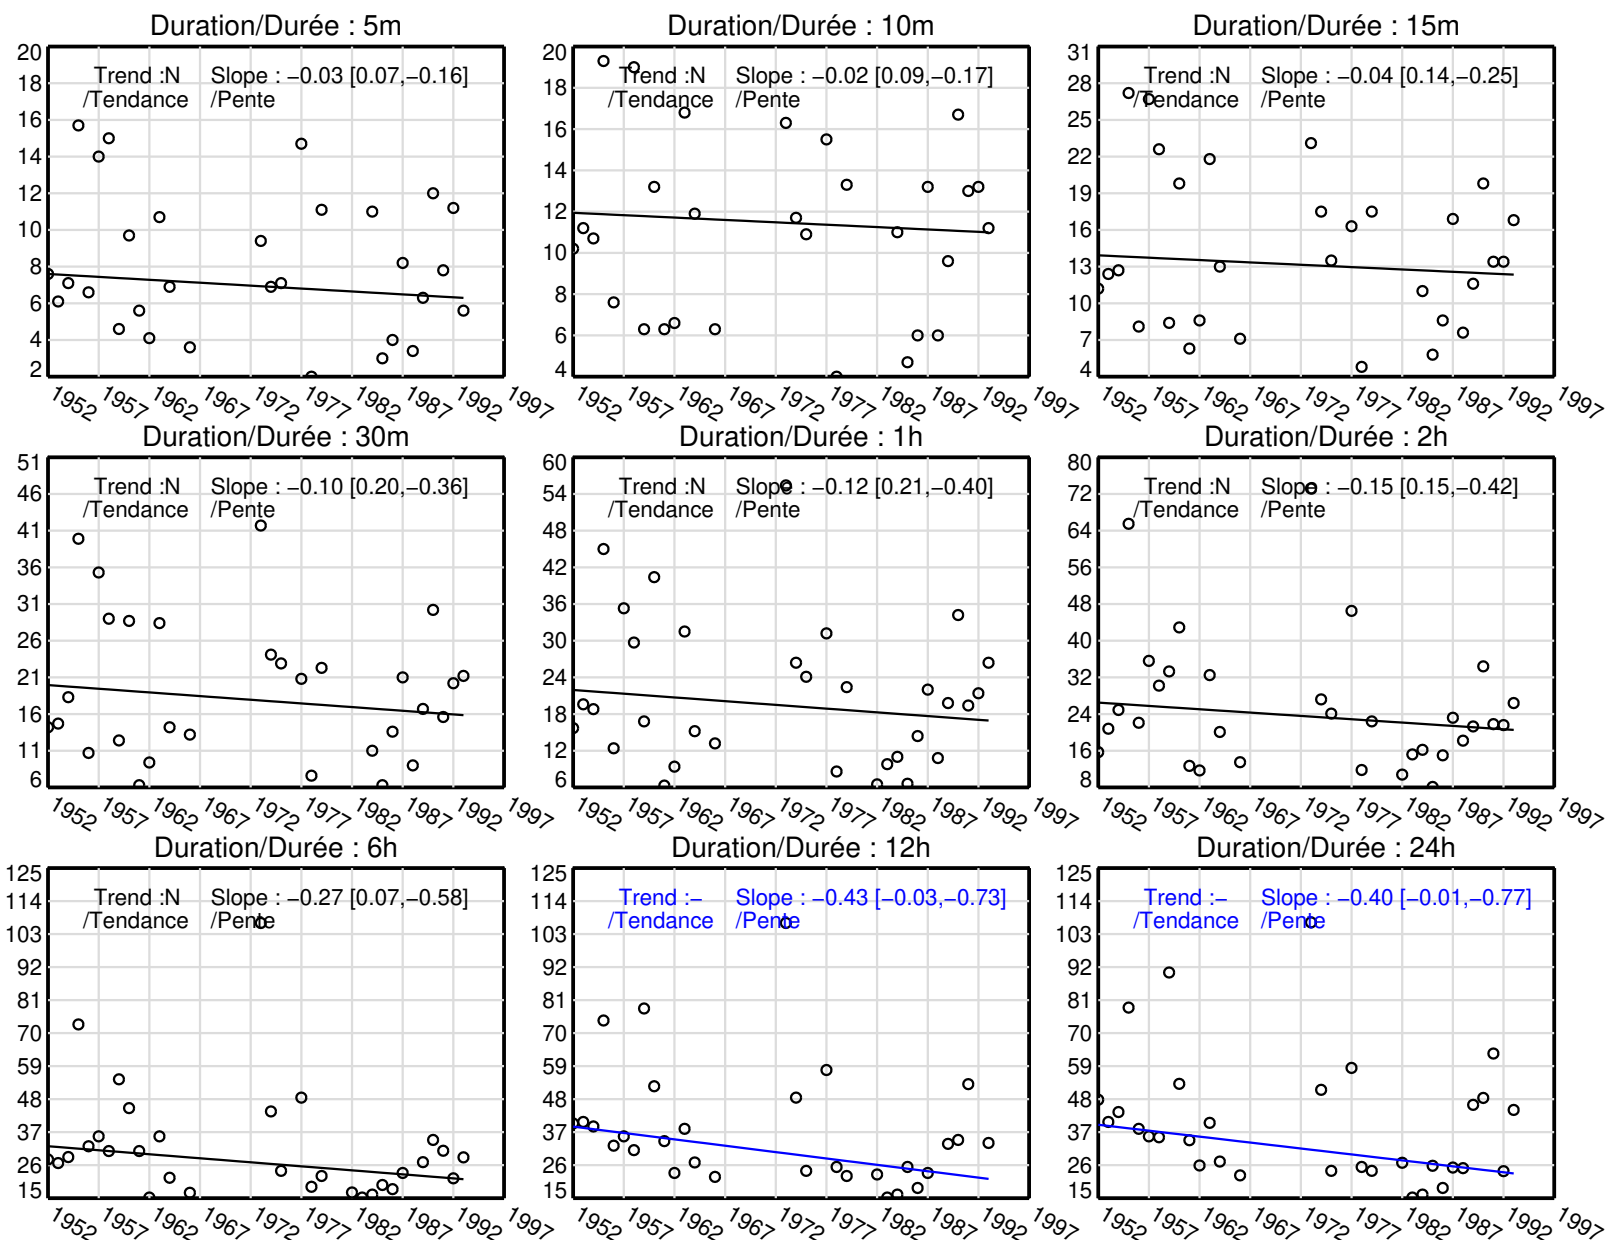 Duration/Durée : 5m
Trend :N Slope : −0.03 [0.07,−0.16]
/Tendance /Pente
20
18
16
14
12
10
8
6
4
2
1952 1957 1962 1967 1972 1977 1982 1987 1992 1997
Duration/Durée : 10m
Trend :N Slope : −0.02 [0.09,−0.17]
/Tendance /Pente
20
18
16
14
12
10
8
6
4
1952 1957 1962 1967 1972 1977 1982 1987 1992 1997
Duration/Durée : 15m
Trend :N Slope : −0.04 [0.14,−0.25]
/Tendance /Pente
31
28
25
22
19
16
13
10
7
4
1952 1957 1962 1967 1972 1977 1982 1987 1992 1997
Duration/Durée : 30m
Trend :N Slope : −0.10 [0.20,−0.36]
/Tendance /Pente
51
46
41
36
31
26
21
16
11
6
1952 1957 1962 1967 1972 1977 1982 1987 1992 1997
Duration/Durée : 1h
Trend :N Slope : −0.12 [0.21,−0.40]
/Tendance /Pente
60
54
48
42
36
30
24
18
12
6
1952 1957 1962 1967 1972 1977 1982 1987 1992 1997
Duration/Durée : 2h
Trend :N Slope : −0.15 [0.15,−0.42]
/Tendance /Pente
80
72
64
56
48
40
32
24
16
8
1952 1957 1962 1967 1972 1977 1982 1987 1992 1997
Duration/Durée : 6h
Trend :N Slope : −0.27 [0.07,−0.58]
/Tendance /Pente
125
114
103
92
81
70
59
48
37
26
15
1952 1957 1962 1967 1972 1977 1982 1987 1992 1997
Duration/Durée : 12h
Trend :− Slope : −0.43 [−0.03,−0.73]
/Tendance /Pente
125
114
103
92
81
70
59
48
37
26
15
1952 1957 1962 1967 1972 1977 1982 1987 1992 1997
Duration/Durée : 24h
Trend :− Slope : −0.40 [−0.01,−0.77]
/Tendance /Pente
125
114
103
92
81
70
59
48
37
26
15
1952 1957 1962 1967 1972 1977 1982 1987 1992 1997